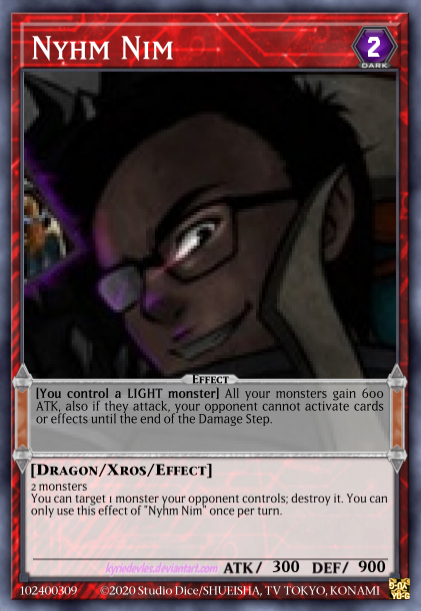 Nyhm Nim
2
DARK
Effect
[You control a LIGHT monster] All your monsters gain 600
ATK, also if they attack, your opponent cannot activate cards
or effects until the end of the Damage Step.
[Dragon/Xros/Effect]
2 monsters
You can target 1 monster your opponent controls; destroy it. You can
only use this effect of "Nyhm Nim" once per turn.
kyriedevles.deviantart.com ATK/ 300 DEF/ 900
102400309 ©2020 Studio Dice/SHUEISHA, TV TOKYO, KONAMI